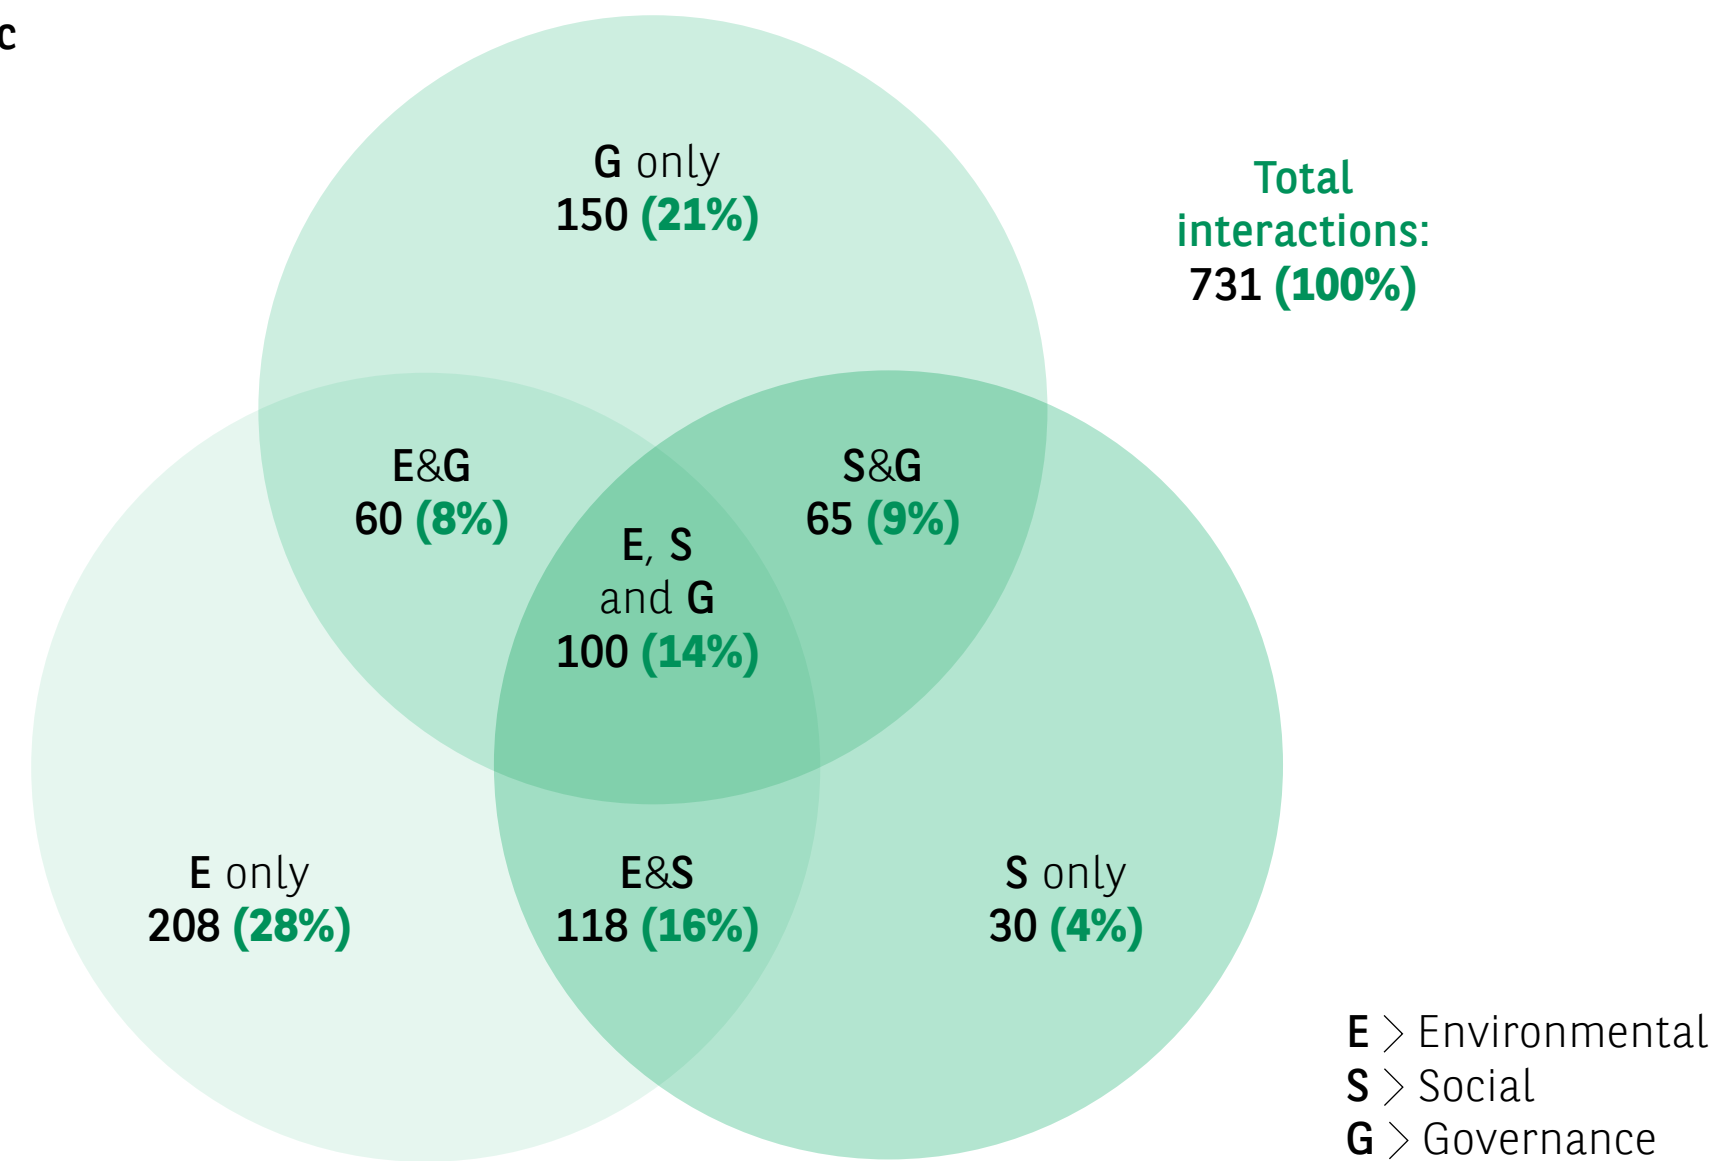 c
G only
150 (21%)
Total
interactions:
731 (100%)
E&G
60 (8%)
S&G
65 (9%)
E, S
and G
100 (14%)
E only
208 (28%)
E&S
118 (16%)
S only
30 (4%)
E > Environmental
S > Social
G > Governance